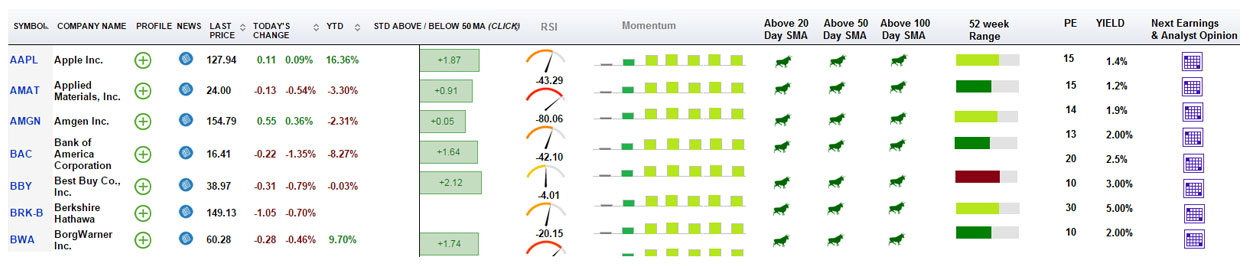 SYMBOL COMPANY NAME PROFILE NEWS LAST PRICE TODAY'S CHANGE YTD STD ABOVE / BELOW 50 MA (CLICK) RSI Momentum Above 20 Day SMA Above 50 Day SMA Above 100 Day SMA 52 week Range PE YIELD Next Earnings & Analyst Opinion
AAPL Apple Inc. 127.94 0.11 0.09% 16.36% +1.87 -43.29 15 1.4%
AMAT Applied Materials, Inc. 24.00 -0.13 -0.54% -3.30% +0.91 -80.06 15 1.2%
AMGN Amgen Inc. 154.79 0.55 0.36% -2.31% +0.05 -42.10 14 1.9%
BAC Bank of America Corporation 16.41 -0.22 -1.35% -8.27% +1.64 -4.01 13 2.00%
BBY Best Buy Co., Inc. 38.97 -0.31 -0.79% -0.03% +2.12 -20.15 20 2.5%
BRK-B Berkshire Hathawa 149.13 -1.05 -0.70% 10 3.00%
BWA BorgWarner Inc. 60.28 -0.28 -0.46% 9.70% +1.74 30 5.00%
10 2.00%